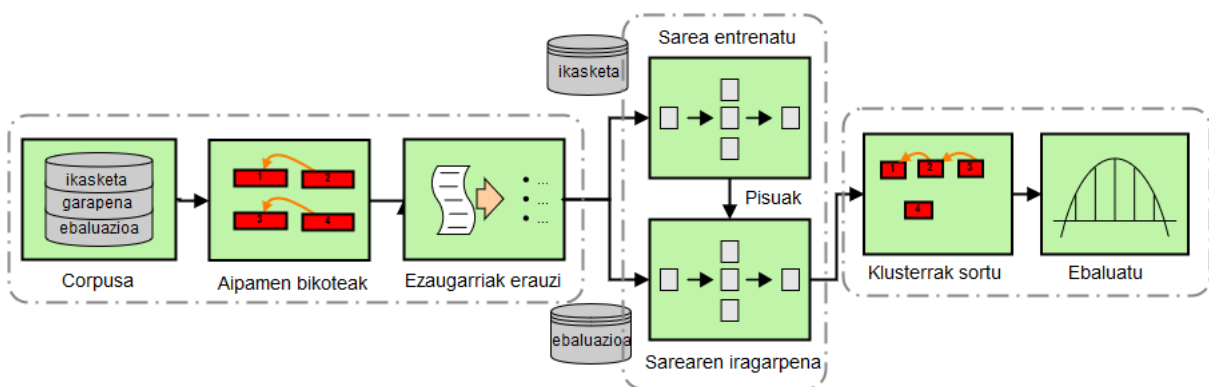 ikasketa
garapena
ebaluazioa
Corpusa
1
2
3
4
Aipamen bikoteak
...
...
...
Ezaugarriak erauzi
ikasketa
Sarea entrenatu
Pisuak
ebaluazioa
Sarearen iragarpena
1
2
3
4
Klusterrak sortu
Ebaluatu